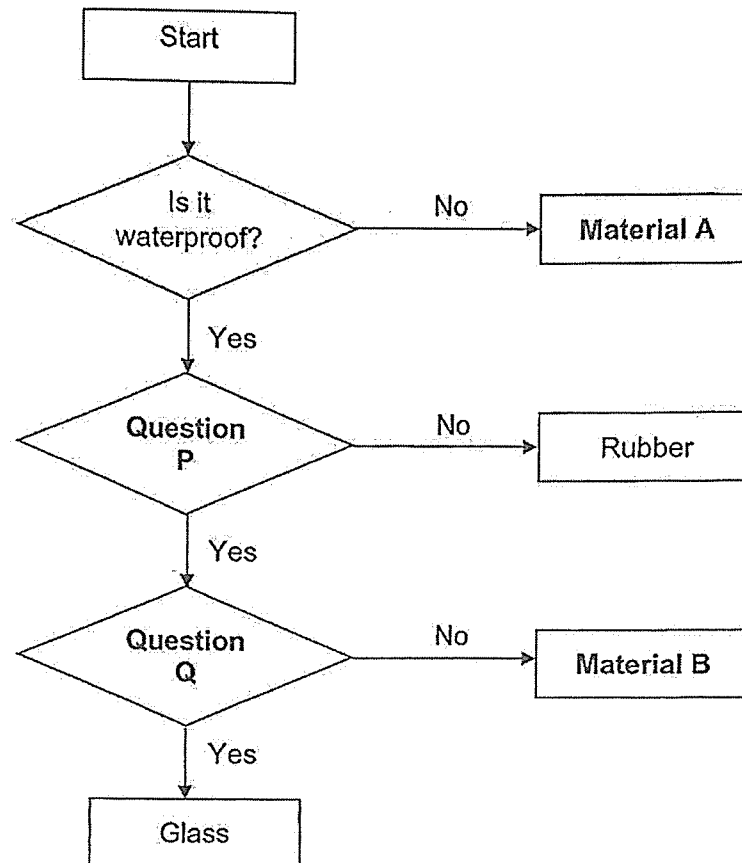 Start
Is it
waterproof?
No
Material A
Yes
Question
P
No
Rubber
Yes
Question
Q
No
Material B
Yes
Glass